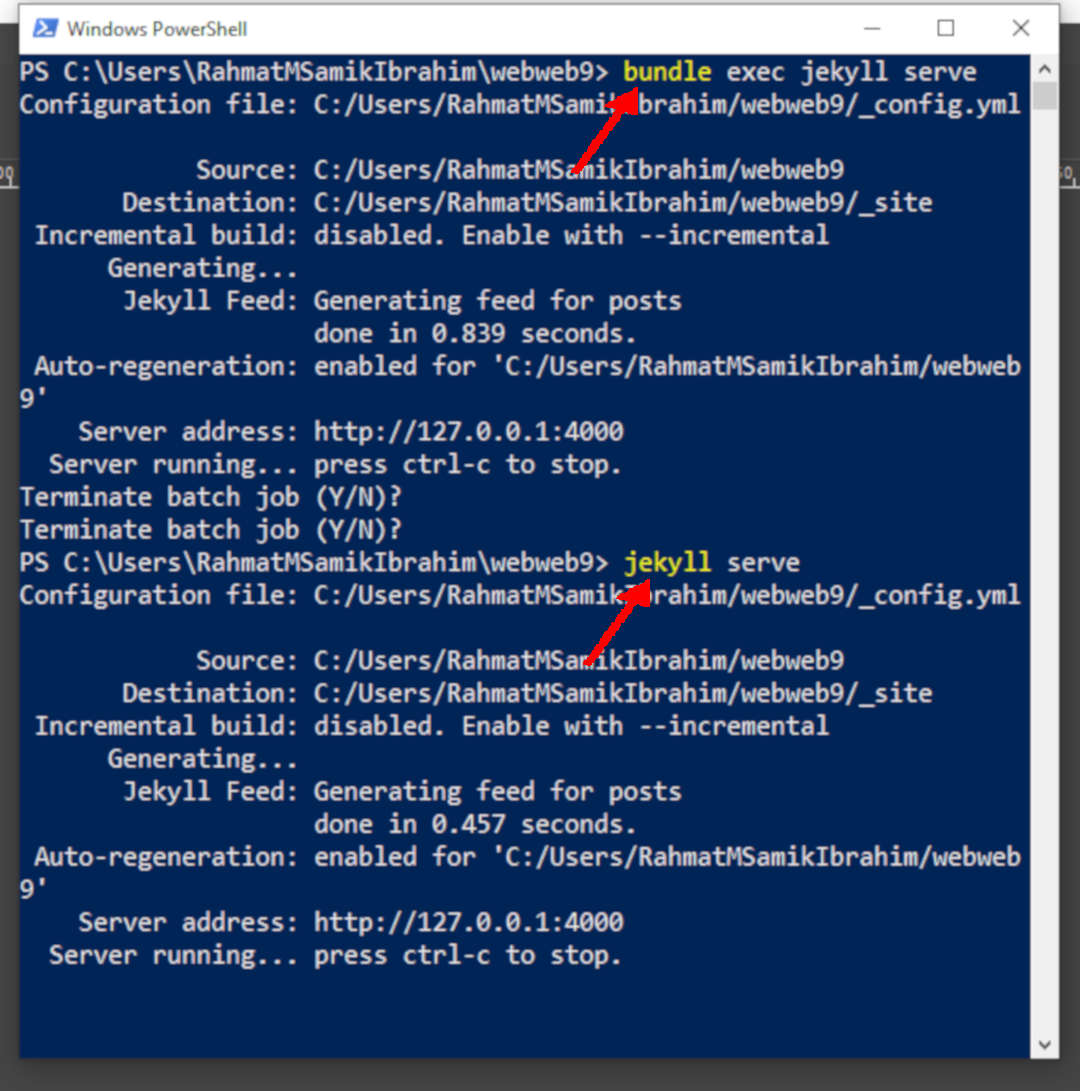 Windows PowerShell
PS C:\Users\RahmatMSamikIbrahim\webweb9> bundle exec jekyll serve
Configuration file: C:/Users/RahmatMSamikIbrahim/webweb9/_config.yml
Source: C:/Users/RahmatMSamikIbrahim/webweb9
Destination: C:/Users/RahmatMSamikIbrahim/webweb9/_site
Incremental build: disabled. Enable with --incremental
Generating...
Jekyll Feed: Generating feed for posts
done in 0.839 seconds.
Auto-regeneration: enabled for 'C:/Users/RahmatMSamikIbrahim/webweb
9'
Server address: http://127.0.0.1:4000
Server running... press ctrl-c to stop.
Terminate batch job (Y/N)?
Terminate batch job (Y/N)?
PS C:\Users\RahmatMSamikIbrahim\webweb9> jekyll serve
Configuration file: C:/Users/RahmatMSamikIbrahim/webweb9/_config.yml
Source: C:/Users/RahmatMSamikIbrahim/webweb9
Destination: C:/Users/RahmatMSamikIbrahim/webweb9/_site
Incremental build: disabled. Enable with --incremental
Generating...
Jekyll Feed: Generating feed for posts
done in 0.457 seconds.
Auto-regeneration: enabled for 'C:/Users/RahmatMSamikIbrahim/webweb
9'
Server address: http://127.0.0.1:4000
Server running... press ctrl-c to stop.